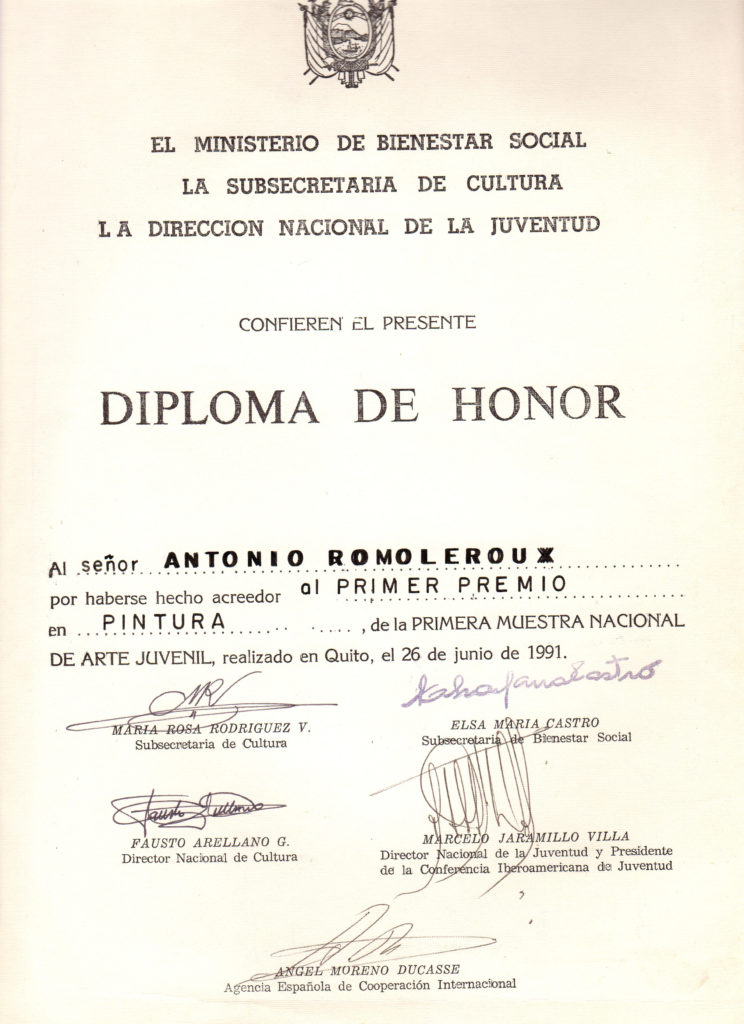 EL MINISTERIO DE BIENESTAR SOCIAL
LA SUBSECRETARIA DE CULTURA
LA DIRECCION NACIONAL DE LA JUVENTUD
CONFIEREN EL PRESENTE
DIPLOMA DE HONOR
Al señor ANTONIO ROMOLEROUX
por haberse hecho acreedor al PRIMER PREMIO
en PINTURA, de la PRIMERA MUESTRA NACIONAL
DE ARTE JUVENIL, realizado en Quito, el 26 de junio de 1991.
MARIA ROSA RODRIGUEZ V.
Subsecretaria de Cultura
ELSA MARIA CASTRO
Subsecretaria de Bienestar Social
FAUSTO ARELLANO G.
Director Nacional de Cultura
MARCELO JARAMILLO VILLA
Director Nacional de la Juventud y Presidente
de la Conferencia Iberoamericana de Juventud
ANGEL MORENO DUCASSE
Agencia Española de Cooperación Internacional